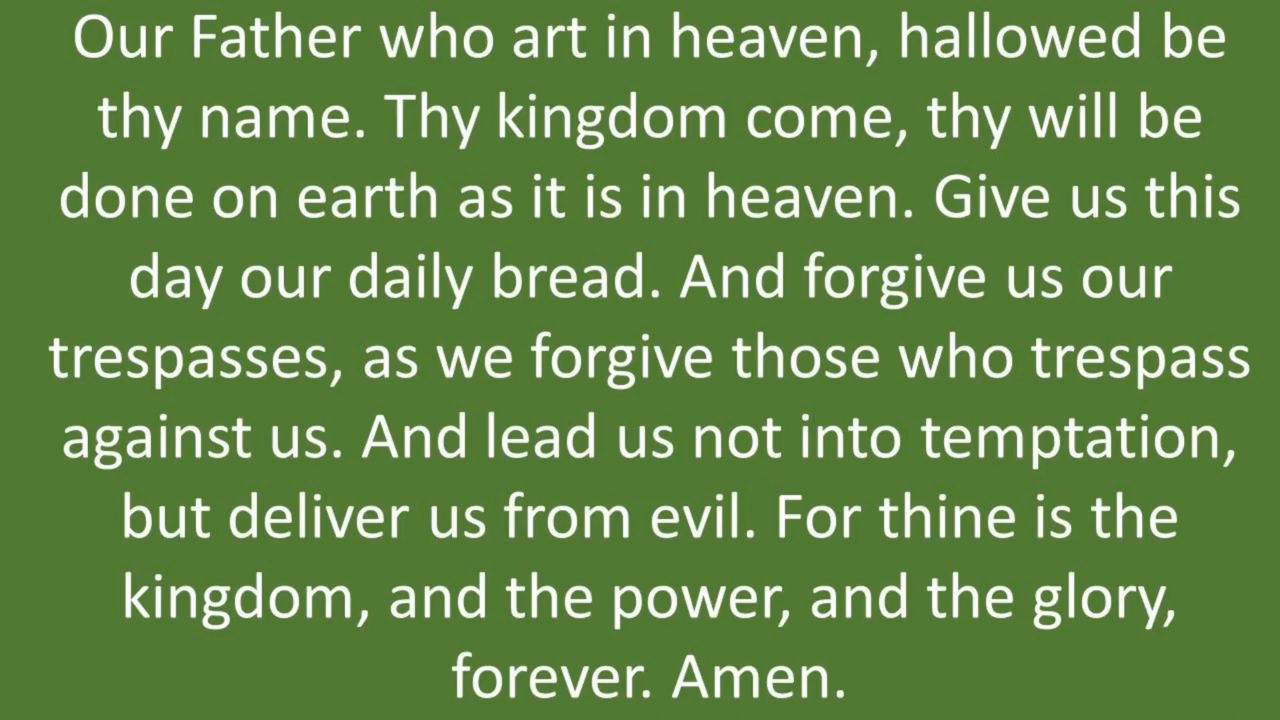 Our Father who art in heaven, hallowed be
thy name. Thy kingdom come, thy will be
done on earth as it is in heaven. Give us this
day our daily bread. And forgive us our
trespasses, as we forgive those who trespass
against us. And lead us not into temptation,
but deliver us from evil. For thine is the
kingdom, and the power, and the glory,
forever. Amen.